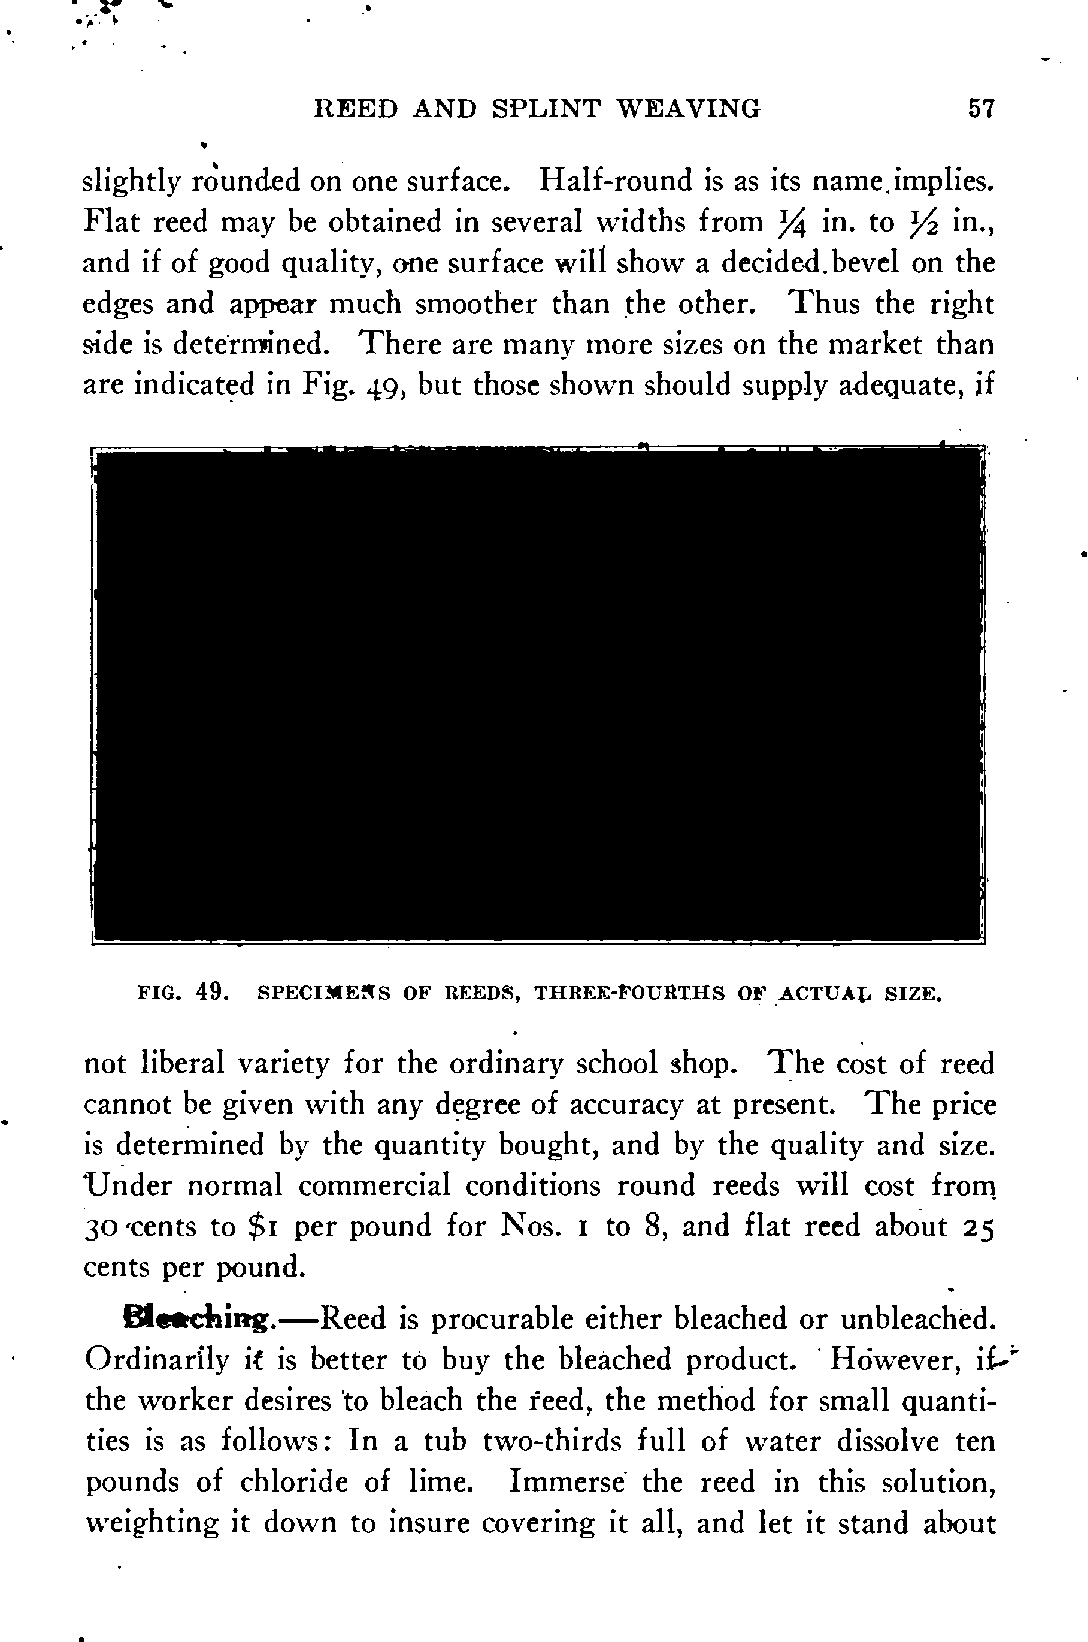 REED AND SPLINT WEAVING 57
slightly rounded on one surface. Half-round is as its name implies.
Flat reed may be obtained in several widths from ¼ in. to ½ in.,
and if of good quality, one surface will show a decided bevel on the
edges and appear much smoother than the other. Thus the right
side is determined. There are many more sizes on the market than
are indicated in Fig. 49, but those shown should supply adequate, if
FIG. 49. SPECIMENS OF REEDS, THREE-FOURTHS OF ACTUAL SIZE.
not liberal variety for the ordinary school shop. The cost of reed
cannot be given with any degree of accuracy at present. The price
is determined by the quantity bought, and by the quality and size.
Under normal commercial conditions round reeds will cost from
30 cents to $1 per pound for Nos. 1 to 8, and flat reed about 25
cents per pound.
Bleaching.—Reed is procurable either bleached or unbleached.
Ordinarily it is better to buy the bleached product. However, if
the worker desires to bleach the reed, the method for small quanti-
ties is as follows: In a tub two-thirds full of water dissolve ten
pounds of chloride of lime. Immerse the reed in this solution,
weighting it down to insure covering it all, and let it stand about